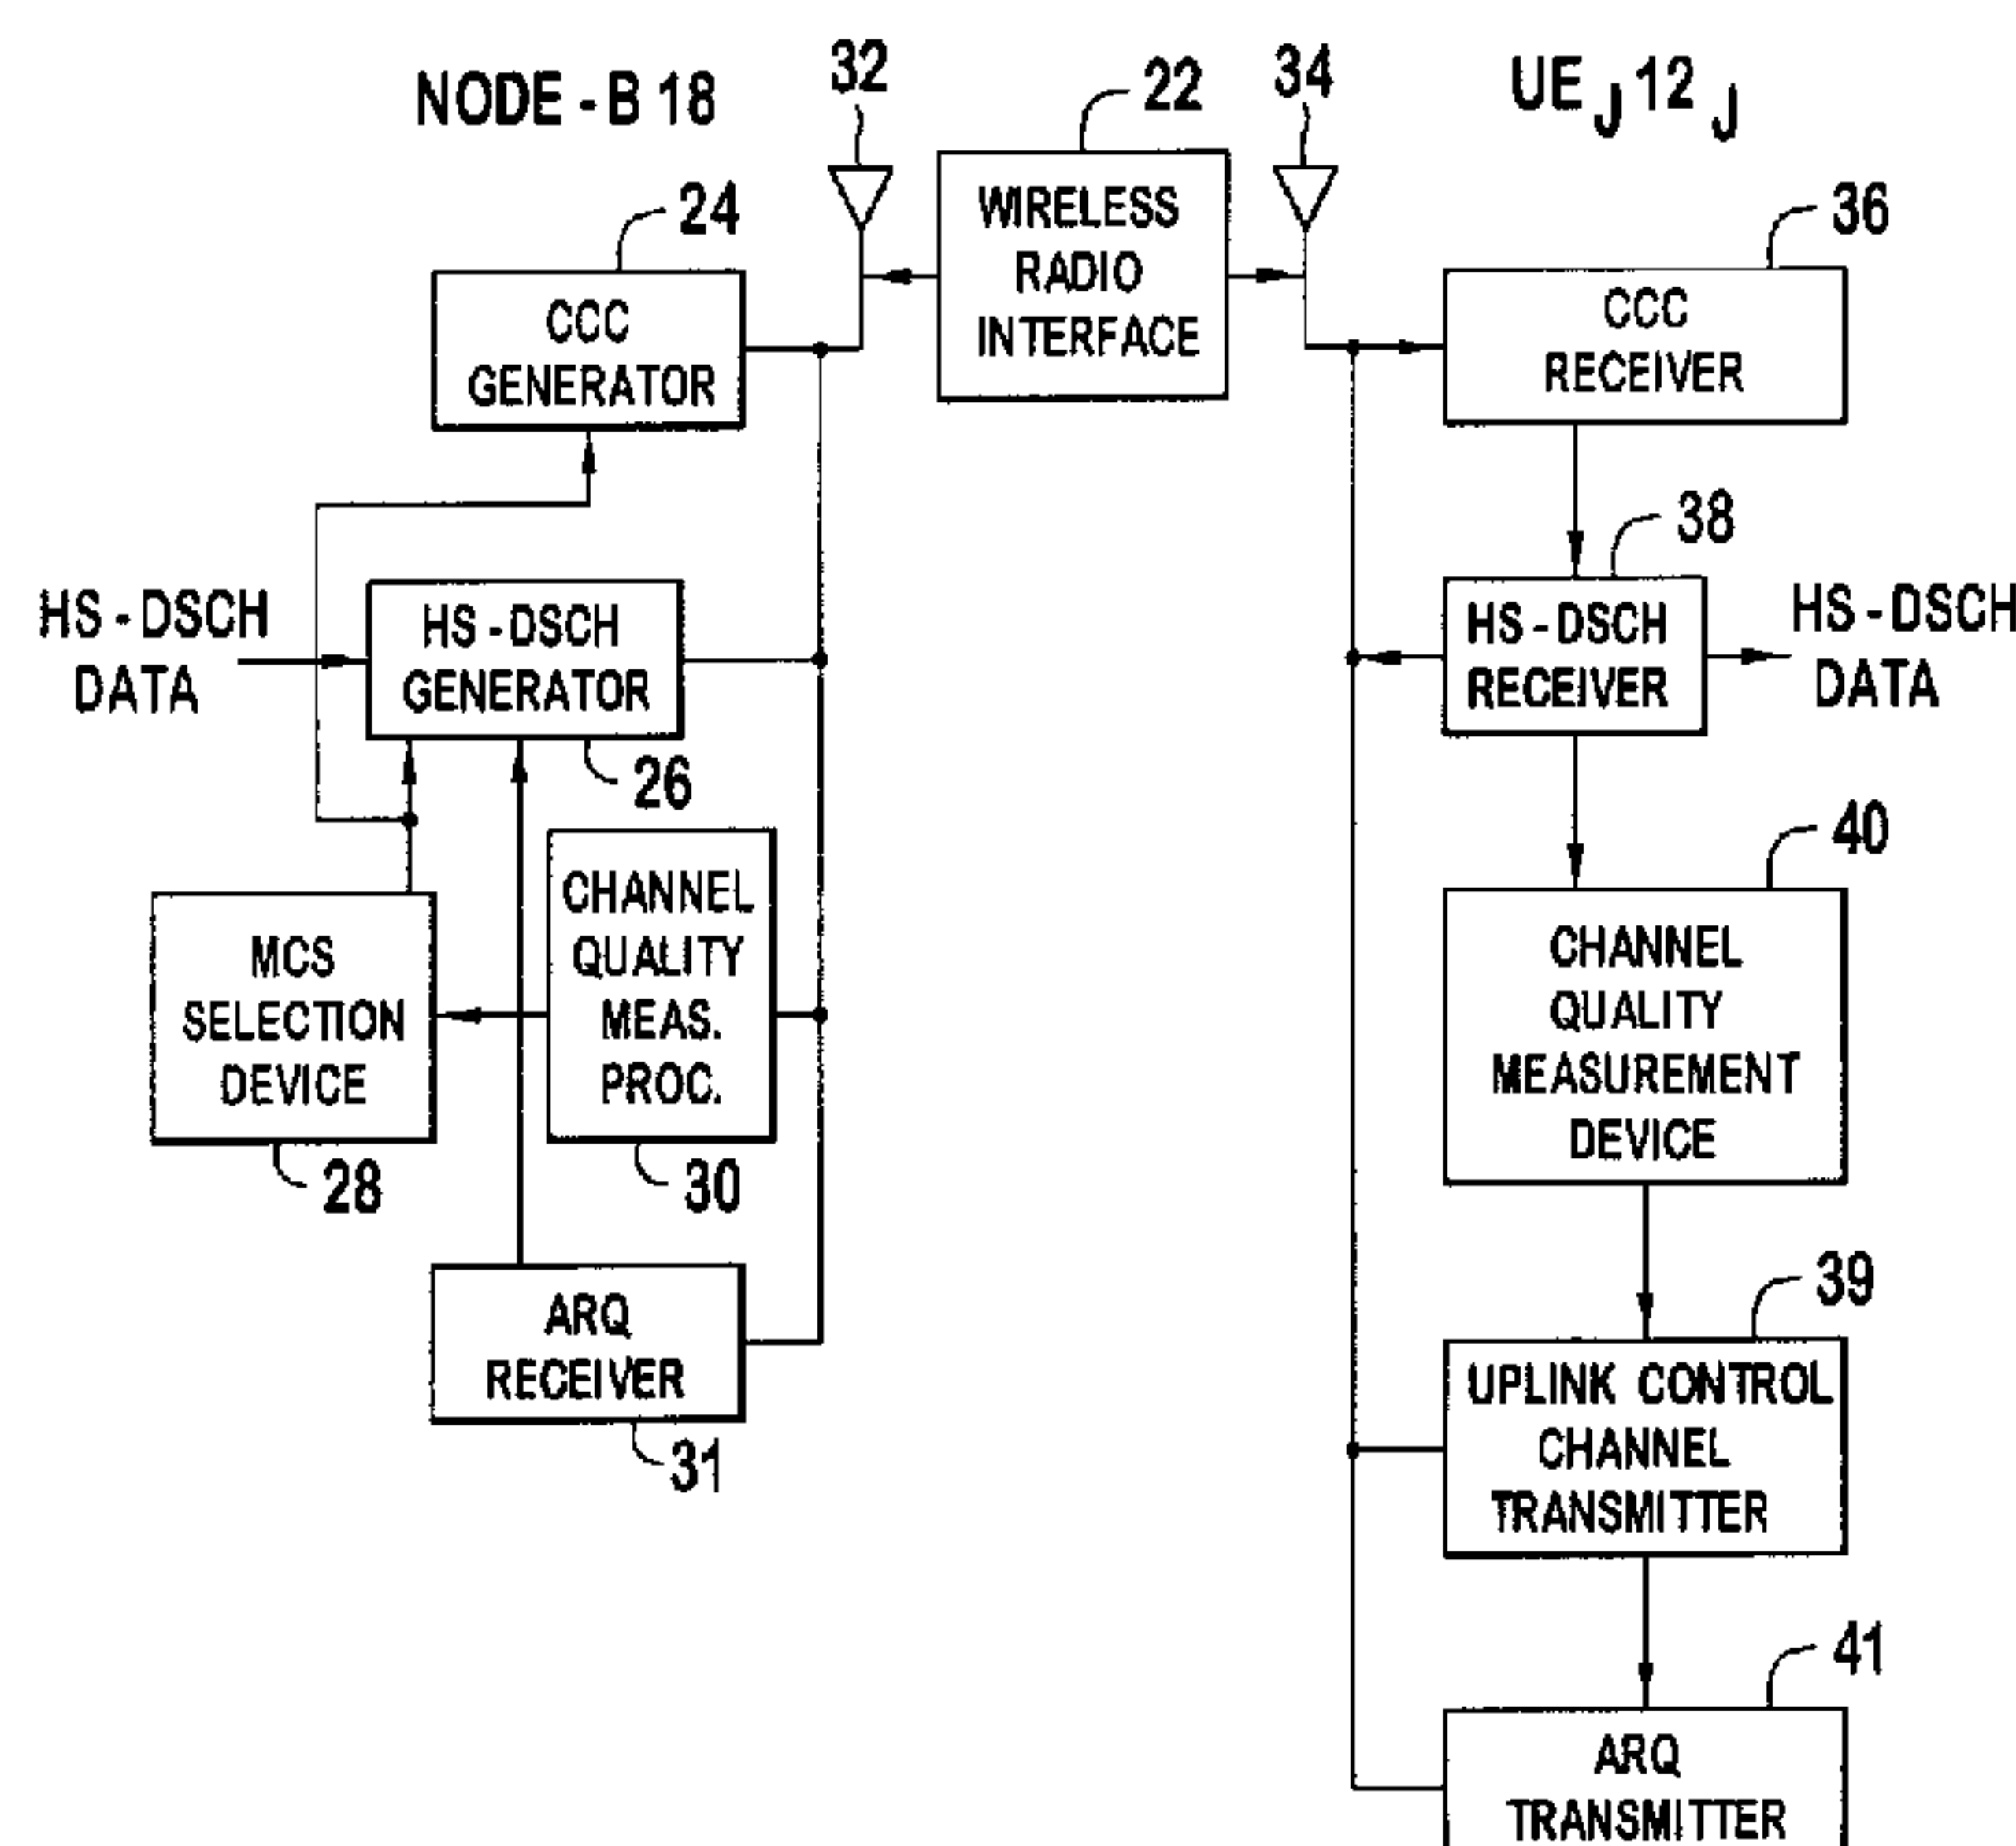 NODE - B 18
32
22
34
UE J 12 J
24
WIRELESS
RADIO
INTERFACE
36
CCC
GENERATOR
CCC
RECEIVER
38
HS - DSCH
DATA
HS - DSCH
GENERATOR
26
HS - DSCH
RECEIVER
HS - DSCH
DATA
40
MCS
SELECTION
DEVICE
28
CHANNEL
QUALITY
MEAS.
PROC.
30
CHANNEL
QUALITY
MEASUREMENT
DEVICE
39
ARQ
RECEIVER
31
UPLINK CONTROL
CHANNEL
TRANSMITTER
41
ARQ
TRANSMITTER